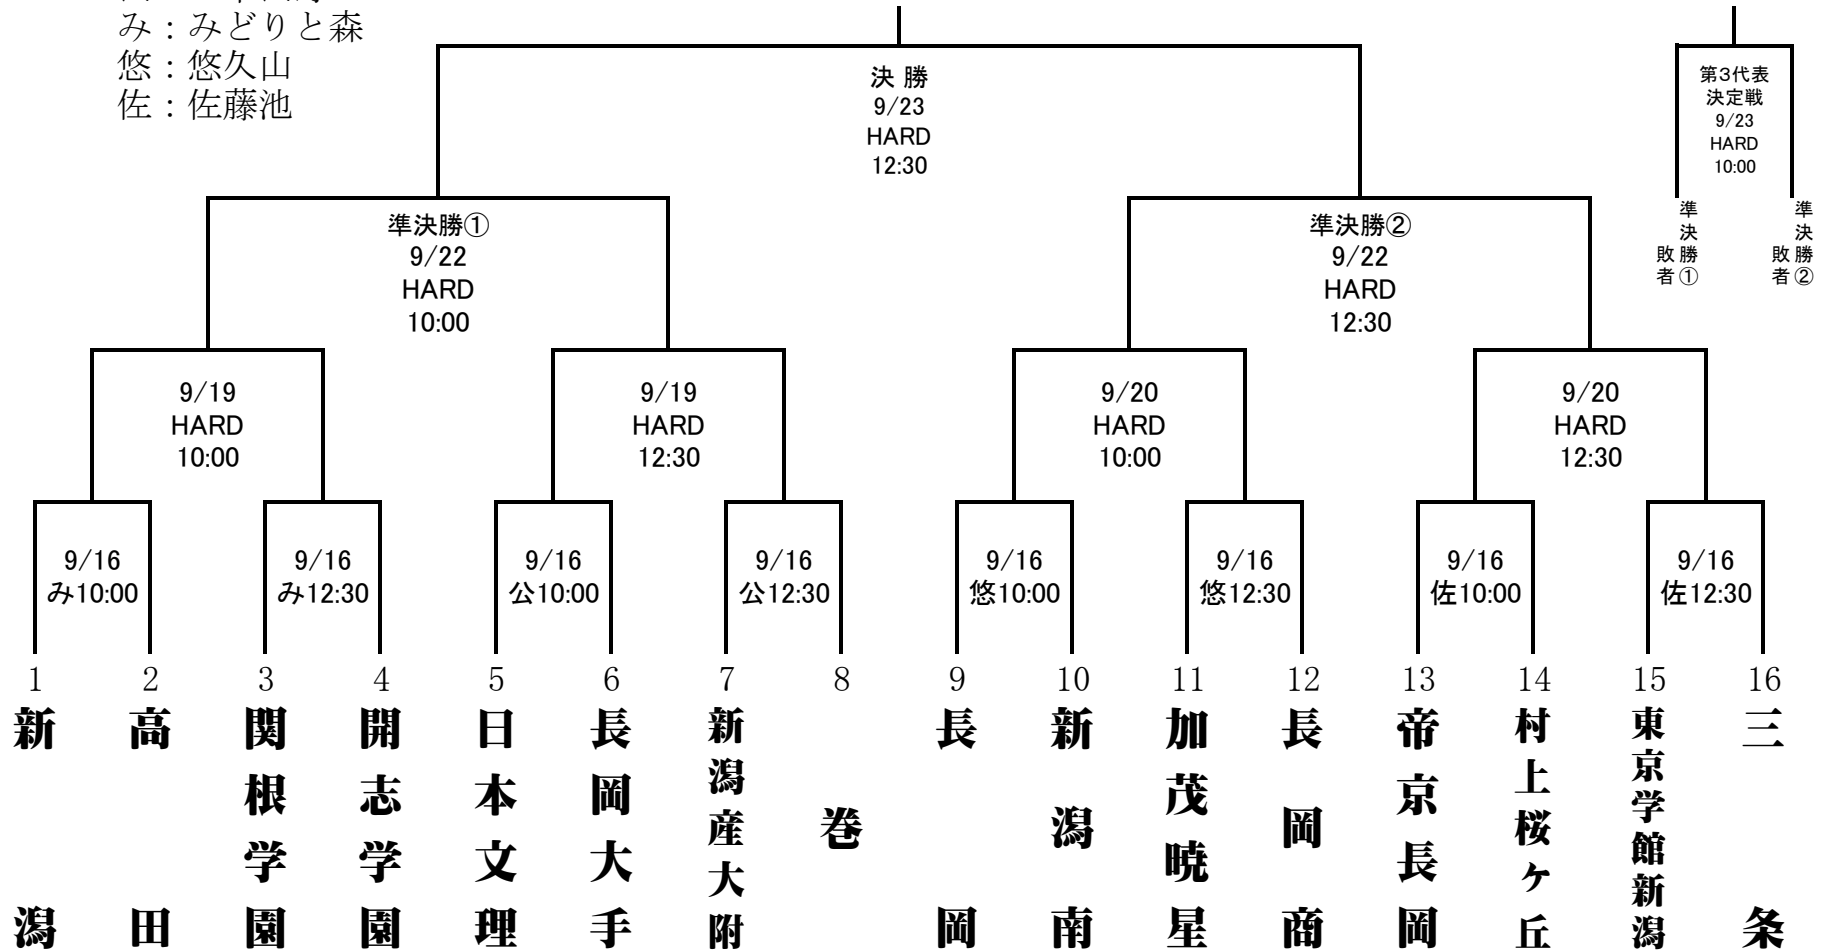 み：みどりと森
悠：悠久山
佐：佐藤池
決 勝
9/23
HARD
12:30
第3代表
決定戦
9/23
HARD
10:00
準決勝①
敗者
準決勝②
敗者
準決勝①
9/22
HARD
10:00
準決勝②
9/22
HARD
12:30
9/19
HARD
10:00
9/19
HARD
12:30
9/20
HARD
10:00
9/20
HARD
12:30
9/16
み10:00
9/16
み12:30
9/16
公10:00
9/16
公12:30
9/16
悠10:00
9/16
悠12:30
9/16
佐10:00
9/16
佐12:30
1
新潟
2
高田
3
関根学園
4
開志学園
5
日本文理
6
長岡大手
7
新潟産大附
8
巻
9
長岡
10
新潟南
11
加茂暁星
12
長岡商
13
帝京長岡
14
村上桜ケ丘
15
東京学館新潟
16
三条